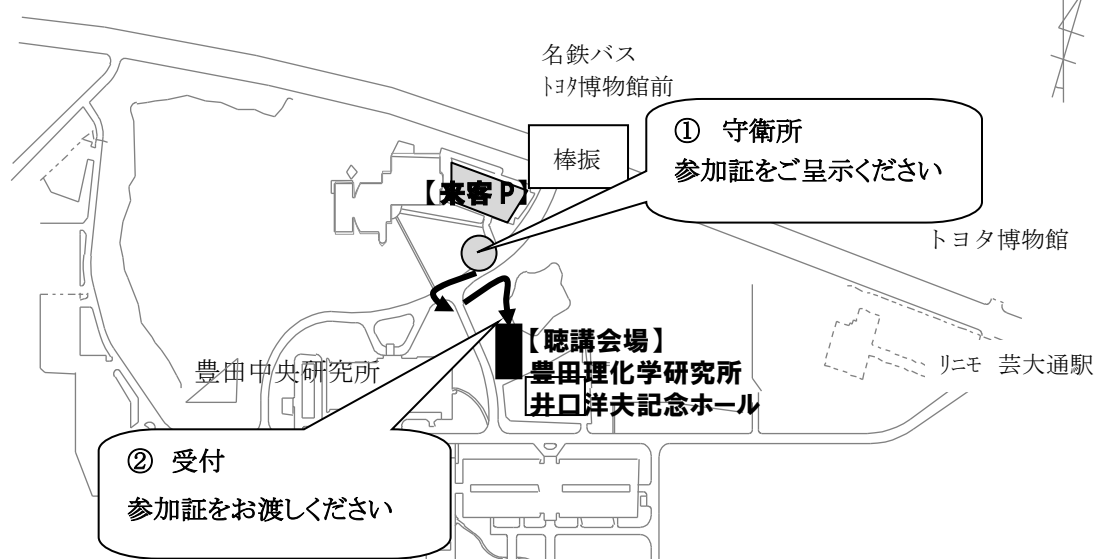 名鉄バス
トヨタ博物館前
① 守衛所
参加証をご呈示ください
棒振
【来客 P】
トヨタ博物館
【聴講会場】
豊田理化学研究所
井口洋夫記念ホール
豊田中央研究所
リニモ 芸大通駅
② 受付
参加証をお渡しください